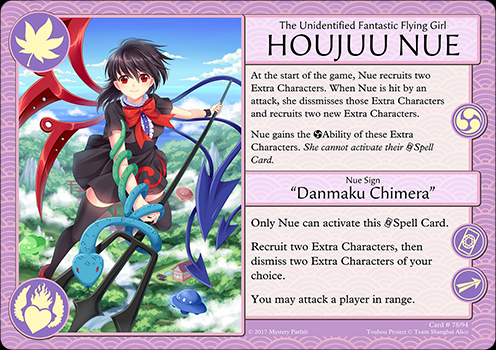 The Unidentified Fantastic Flying Girl
HOUJUU NUE
At the start of the game, Nue recruits two
Extra Characters. When Nue is hit by an
attack, she dismisses those Extra Characters
and recruits two new Extra Characters.
Nue gains the Ability of these Extra
Characters. She cannot activate their Spell
Card.
Nue Sign
“Danmaku Chimera”
Only Nue can activate this Spell Card.
Recruit two Extra Characters, then
dismiss two Extra Characters of your
choice.
You may attack a player in range.
Card # 78/94
© 2017 Mystery Parfait Touhou Project © Team Shanghai Alice